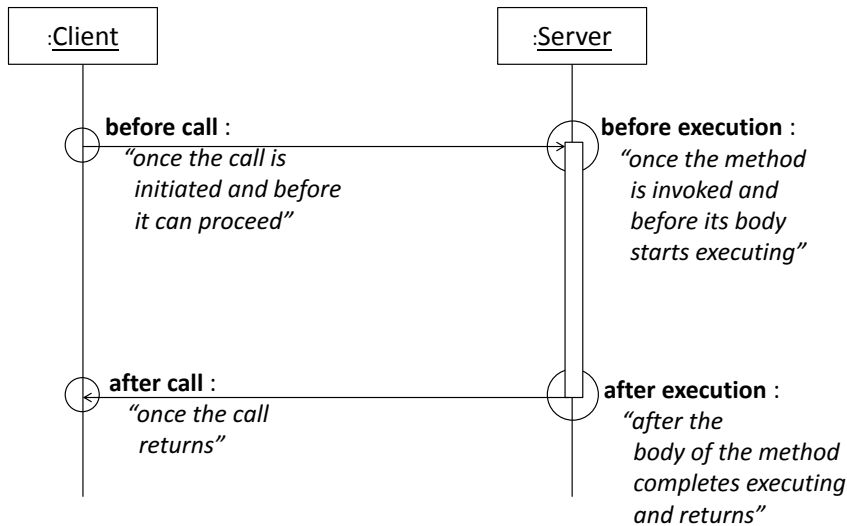 :Client
:Server
before call :
“once the call is
initiated and before
it can proceed”
before execution :
“once the method
is invoked and
before its body
starts executing”
after call :
“once the call
returns”
after execution :
“after the
body of the method
completes executing
and returns”